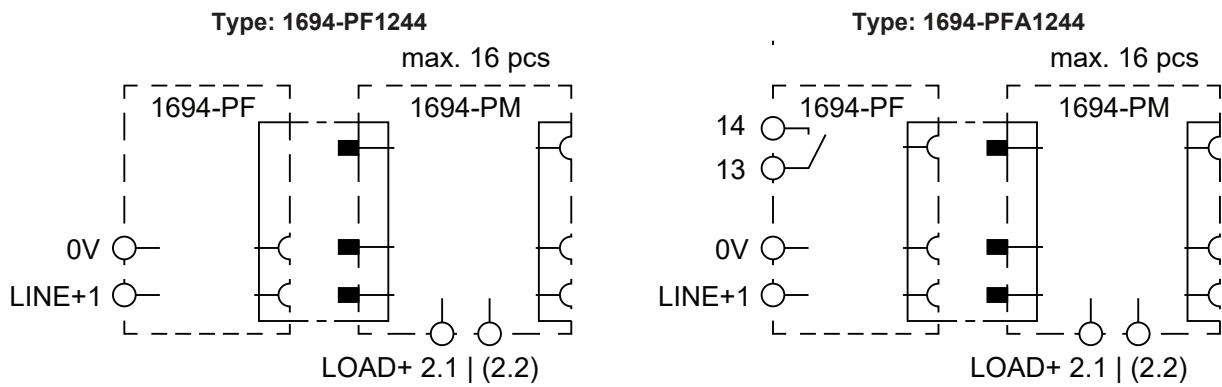 Type: 1694-PF1244
max. 16 pcs
1694-PF
1694-PM
0V
LINE+1
LOAD+ 2.1 | (2.2)
Type: 1694-PFA1244
max. 16 pcs
1694-PF
1694-PM
14
13
0V
LINE+1
LOAD+ 2.1 | (2.2)